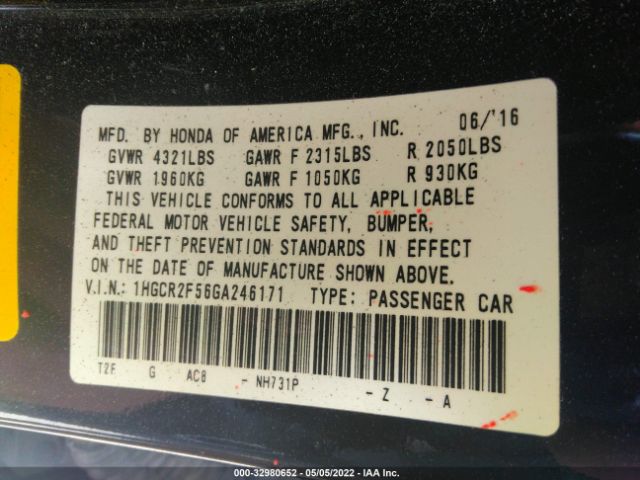 MFD. BY HONDA OF AMERICA MFG., INC. 06/'16
GVWR 4321LBS GAWR F 2315LBS R 2050LBS
GVWR 1960KG GAWR F 1050KG R 930KG
THIS VEHICLE CONFORMS TO ALL APPLICABLE
FEDERAL MOTOR VEHICLE SAFETY, BUMPER,
AND THEFT PREVENTION STANDARDS IN EFFECT
ON THE DATE OF MANUFACTURE SHOWN ABOVE.
V.I.N.: 1HGCR2F56GA246171 TYPE: PASSENGER CAR
T2F G AC8 - NH731P - Z - A
000-32980652 - 05/05/2022 - IAA Inc.